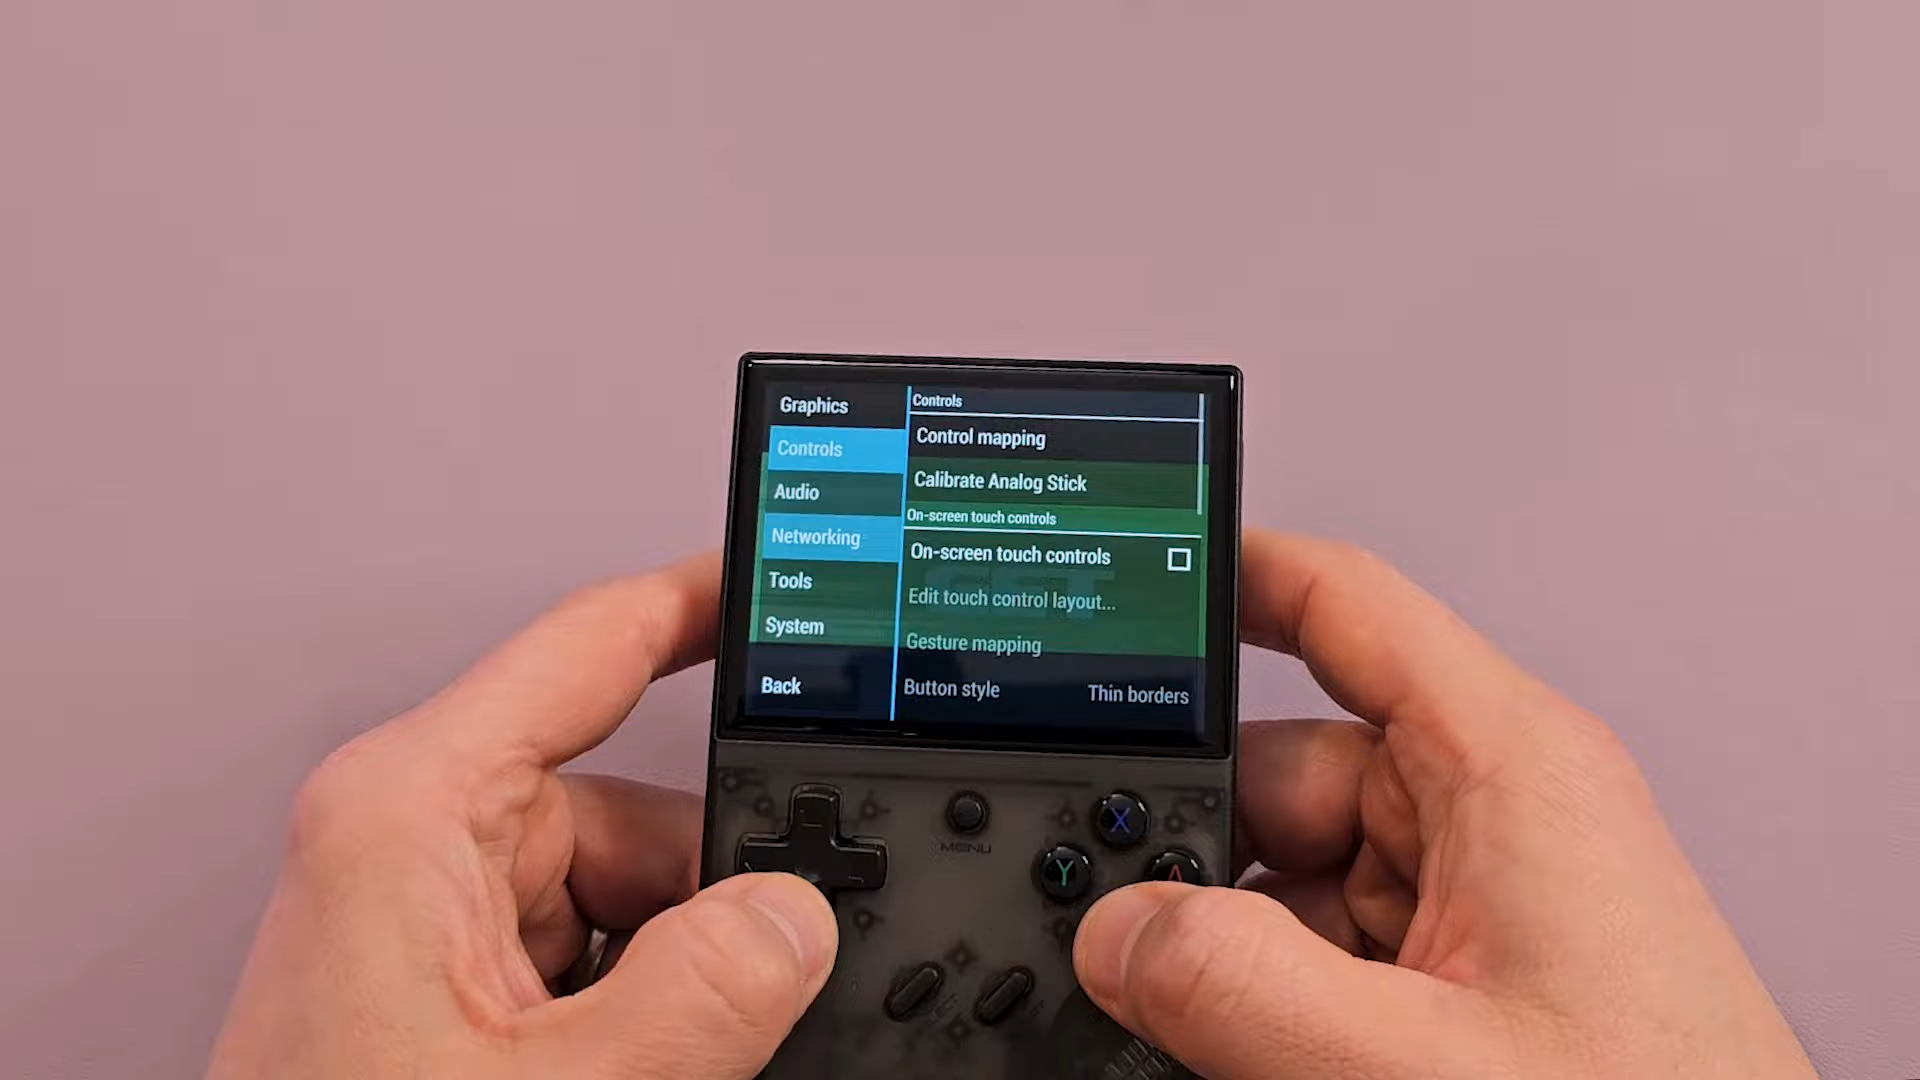 Graphics
Controls
Audio
Networking
Tools
System
Back
Controls
Control mapping
Calibrate Analog Stick
On-screen touch controls
On-screen touch controls
Edit touch control layout...
Gesture mapping
Button style
Thin borders
MENU
X
Y
A